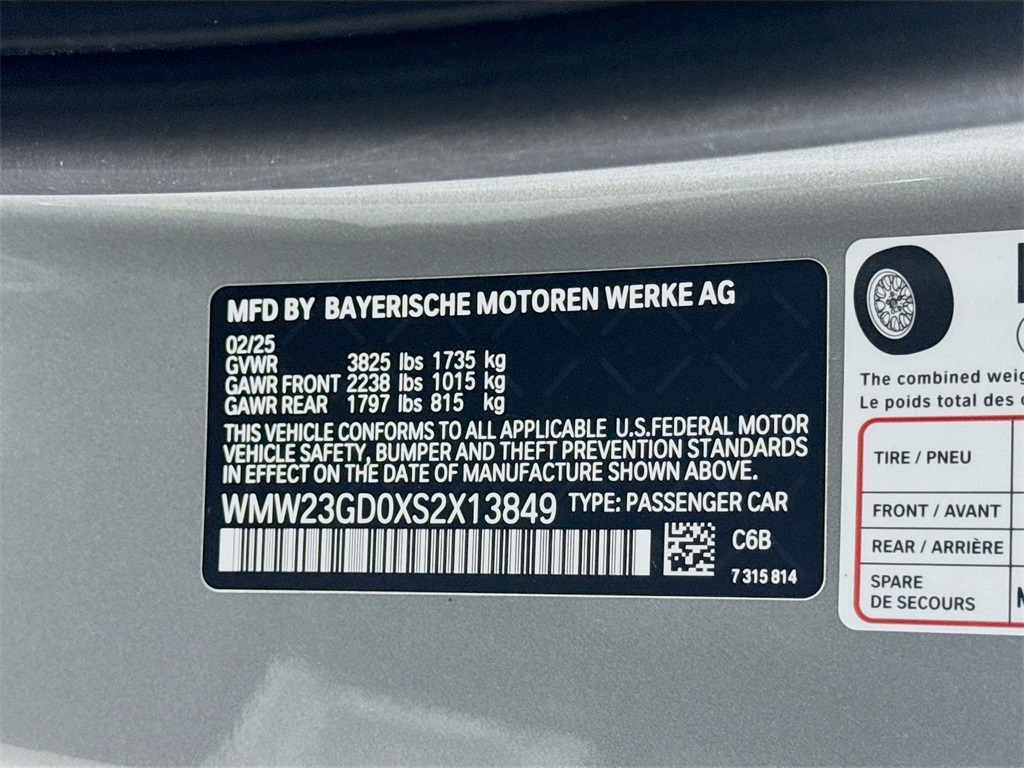 MFD BY BAYERISCHE MOTOREN WERKE AG
02/25
GVWR 3825 lbs 1735 kg
GAWR FRONT 2238 lbs 1015 kg
GAWR REAR 1797 lbs 815 kg
THIS VEHICLE CONFORMS TO ALL APPLICABLE U.S.FEDERAL MOTOR
VEHICLE SAFETY, BUMPER AND THEFT PREVENTION STANDARDS
IN EFFECT ON THE DATE OF MANUFACTURE SHOWN ABOVE.
WMW23GD0XS2X13849 TYPE: PASSENGER CAR
C6B
7 315 814
The combined
Le poids total des
TIRE / PNEU
FRONT / AVANT
REAR / ARRIÈRE
SPARE
DE SECOURS